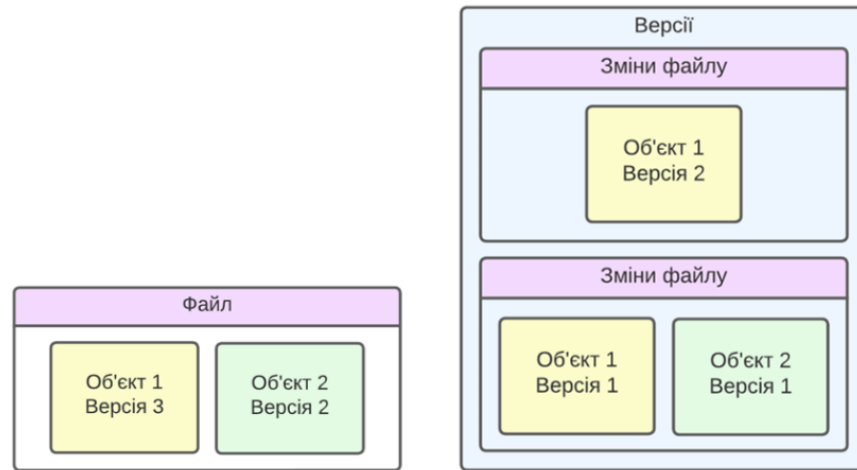 Версії
Зміни файлу
Об'єкт 1
Версія 2
Зміни файлу
Об'єкт 1
Версія 1
Об'єкт 2
Версія 1
Файл
Об'єкт 1
Версія 3
Об'єкт 2
Версія 2